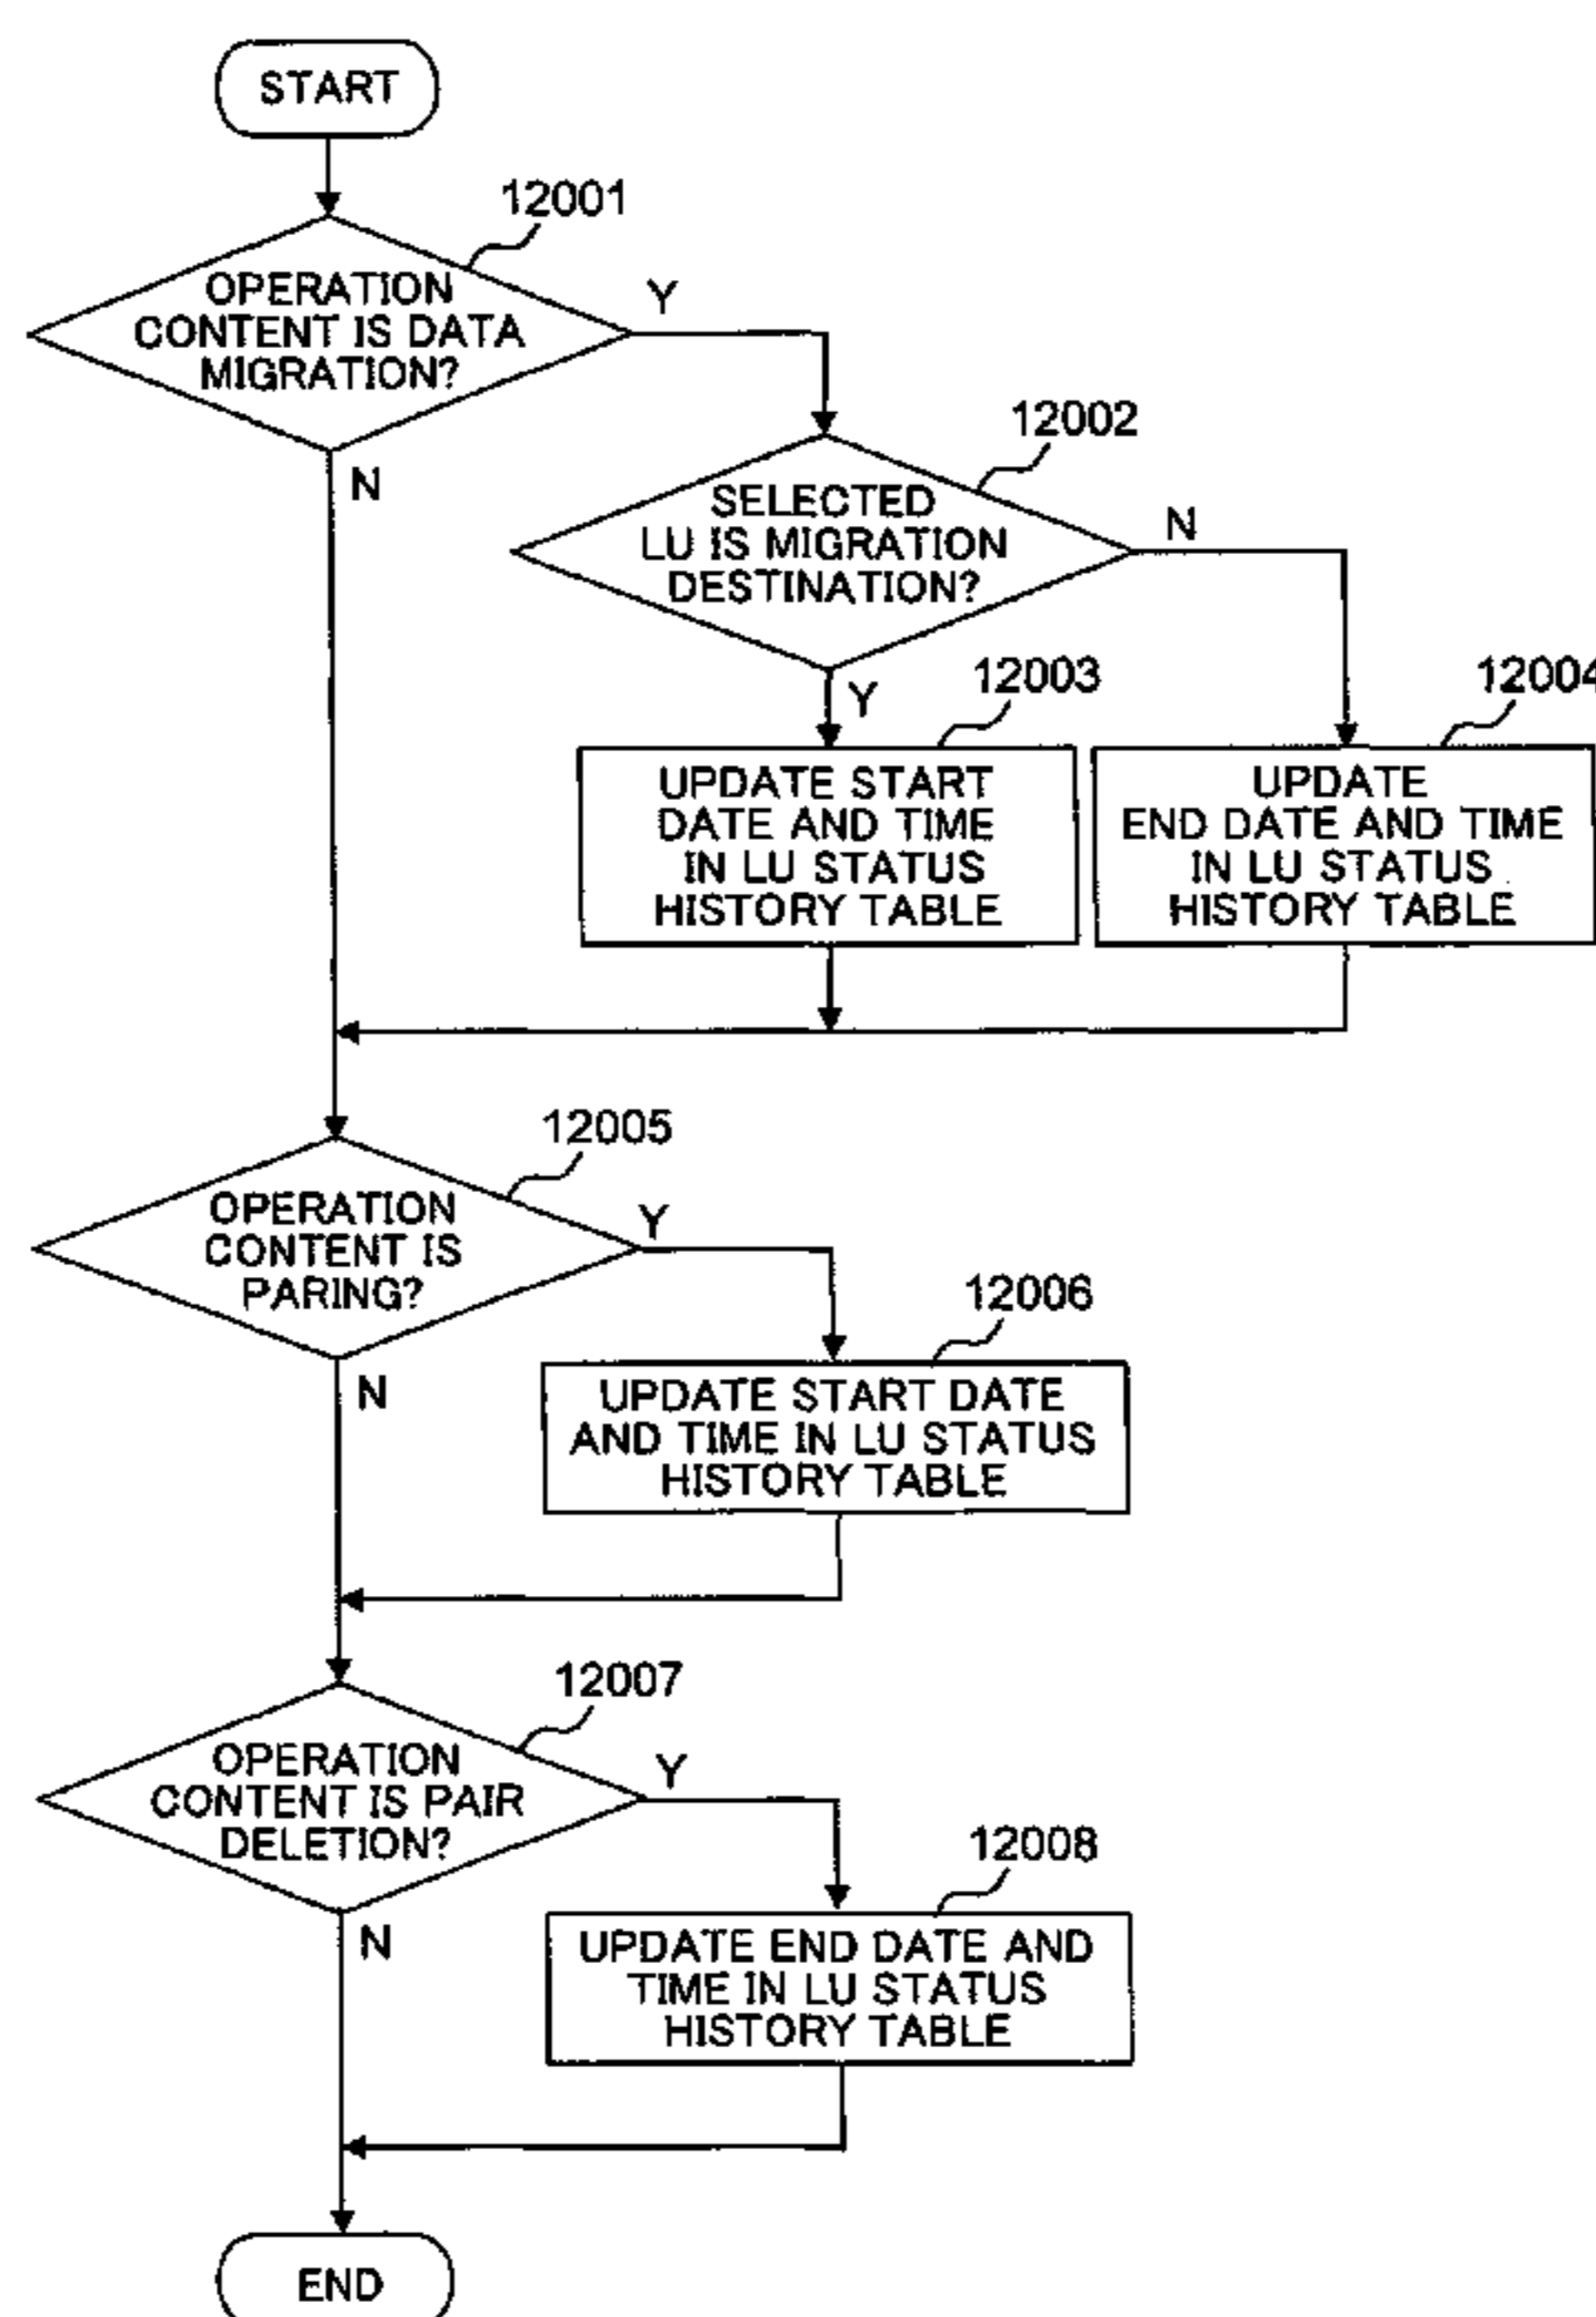 START
12001
OPERATION
CONTENT IS DATA
MIGRATION?
Y
N
12002
SELECTED
LU IS MIGRATION
DESTINATION?
N
Y
12003
UPDATE START
DATE AND TIME
IN LU STATUS
HISTORY TABLE
12004
UPDATE
END DATE AND TIME
IN LU STATUS
HISTORY TABLE
12005
OPERATION
CONTENT IS
PARING?
Y
N
12006
UPDATE START DATE
AND TIME IN LU STATUS
HISTORY TABLE
12007
OPERATION
CONTENT IS PAIR
DELETION?
Y
N
12008
UPDATE END DATE AND
TIME IN LU STATUS
HISTORY TABLE
END